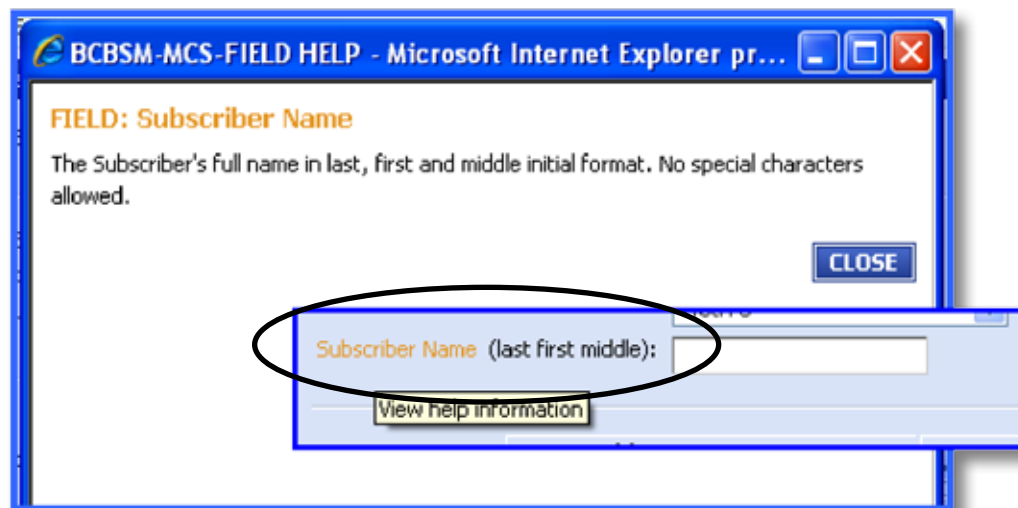 BCBSM-MCS-FIELD HELP - Microsoft Internet Explorer pr...
FIELD: Subscriber Name
The Subscriber's full name in last, first and middle initial format. No special characters
allowed.
CLOSE
Subscriber Name (last first middle):
View help information